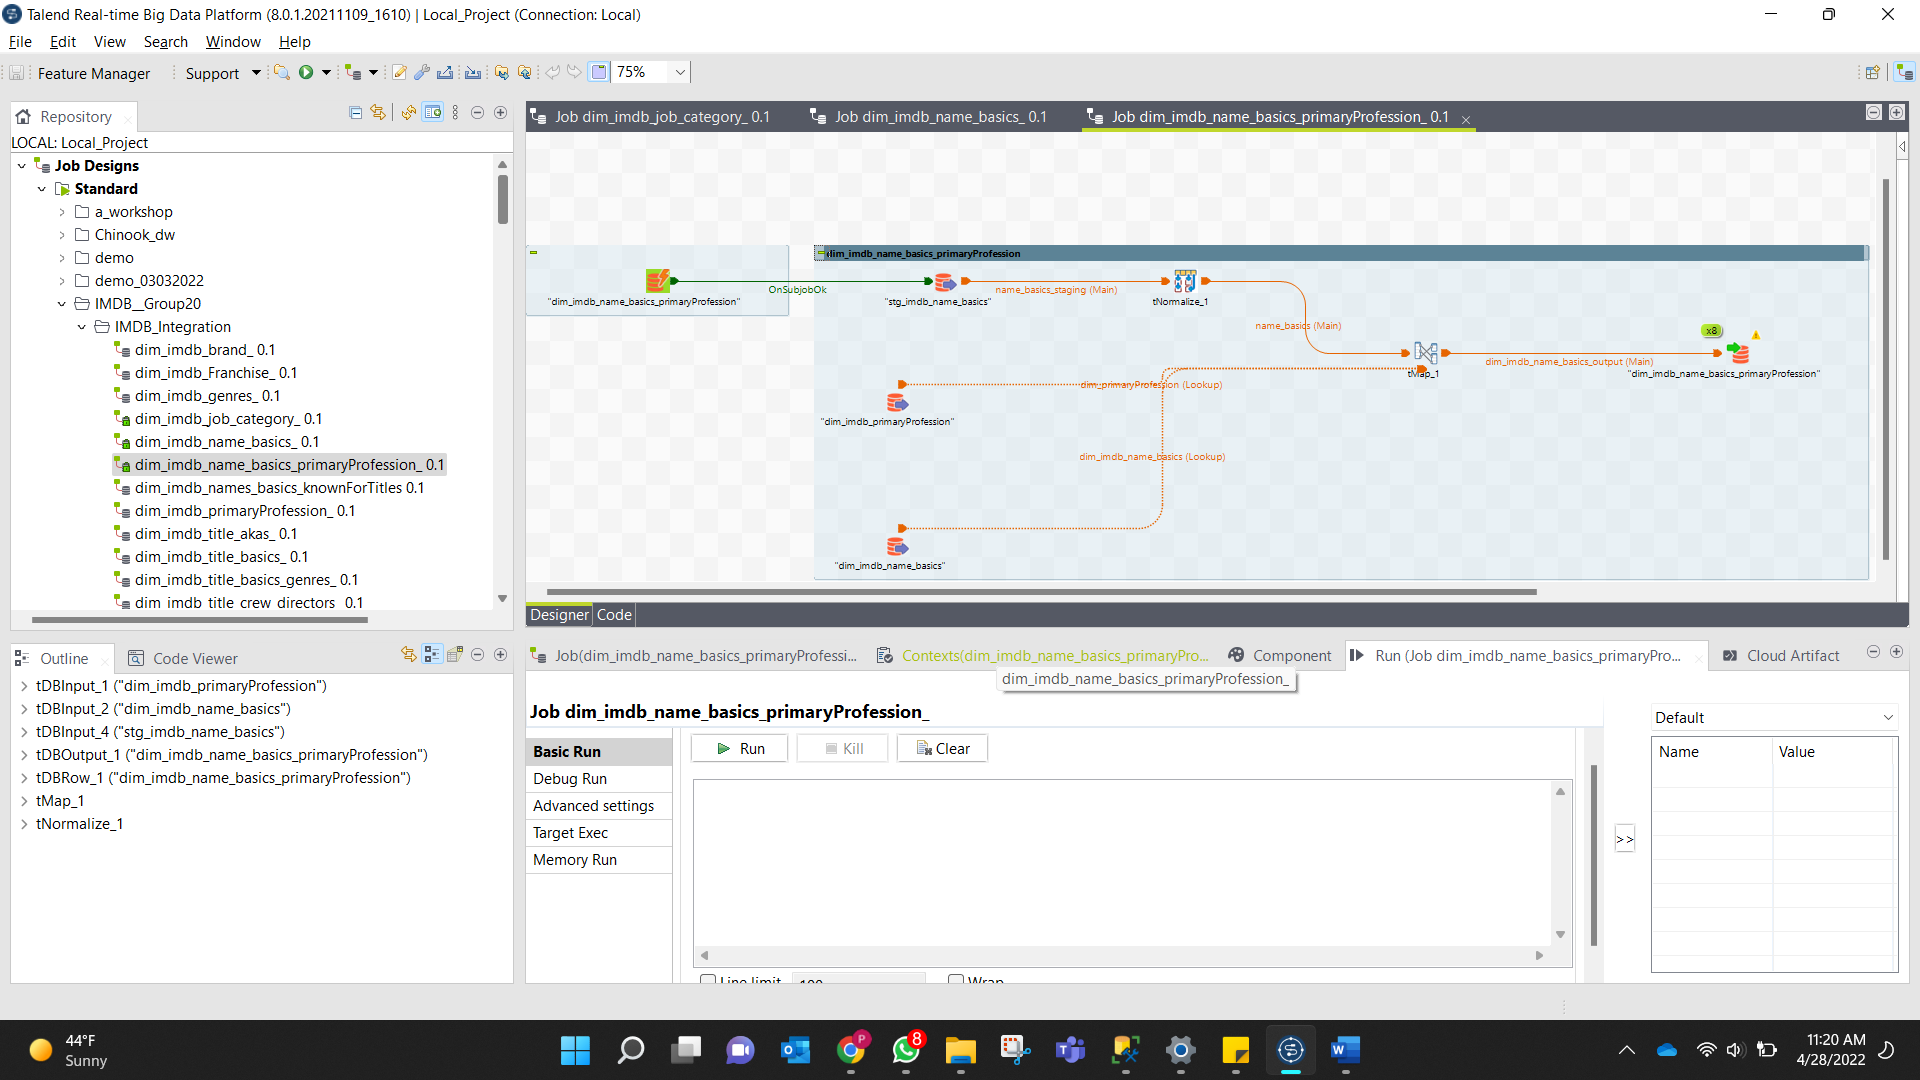 Talend Real-time Big Data Platform (8.0.1.20211109_1610) | Local_Project (Connection: Local)
File Edit View Search Window Help
Feature Manager Support 75%
Repository
LOCAL: Local_Project
Job Designs
Standard
a_workshop
Chinook_dw
demo
demo_03032022
IMDB__Group20
IMDB_Integration
dim_imdb_brand_ 0.1
dim_imdb_Franchise_ 0.1
dim_imdb_genres_ 0.1
dim_imdb_job_category_ 0.1
dim_imdb_name_basics_ 0.1
dim_imdb_name_basics_primaryProfession_ 0.1
dim_imdb_names_basics_knownForTitles 0.1
dim_imdb_primaryProfession_ 0.1
dim_imdb_title_akas_ 0.1
dim_imdb_title_basics_ 0.1
dim_imdb_title_basics_genres_ 0.1
dim_imdb_title_crew_directors_ 0.1
Job dim_imdb_job_category_ 0.1 Job dim_imdb_name_basics_ 0.1 Job dim_imdb_name_basics_primaryProfession_ 0.1
dim_imdb_name_basics_primaryProfession
"dim_imdb_name_basics_primaryProfession" OnSubjobOk "stg_imdb_name_basics" name_basics_staging (Main) tNormalize_1
name_basics (Main)
x8
tMap_1 dim_imdb_name_basics_output (Main) "dim_imdb_name_basics_primaryProfession"
dim_primaryProfession (Lookup)
"dim_imdb_primaryProfession"
dim_imdb_name_basics (Lookup)
"dim_imdb_name_basics"
Designer Code
Outline Code Viewer
tDBInput_1 ("dim_imdb_primaryProfession")
tDBInput_2 ("dim_imdb_name_basics")
tDBInput_4 ("stg_imdb_name_basics")
tDBOutput_1 ("dim_imdb_name_basics_primaryProfession")
tDBRow_1 ("dim_imdb_name_basics_primaryProfession")
tMap_1
tNormalize_1
Job(dim_imdb_name_basics_primaryProfessi... Contexts(dim_imdb_name_basics_primaryPro... Component Run (Job dim_imdb_name_basics_primaryPro... Cloud Artifact
dim_imdb_name_basics_primaryProfession_
Job dim_imdb_name_basics_primaryProfession_
Basic Run
Debug Run
Advanced settings
Target Exec
Memory Run
Run Kill Clear
Line limit 100 Wrap
>>
Default
Name Value
44°F
Sunny
P
8
11:20 AM
4/28/2022